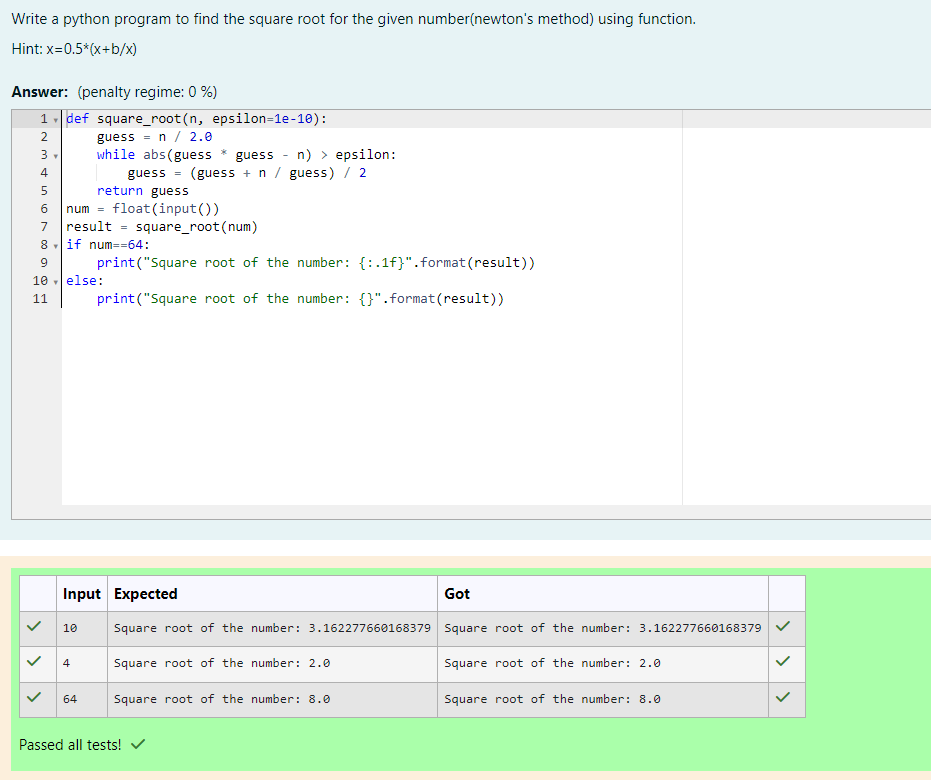 Write a python program to find the square root for the given number(newton's method) using function.
Hint: x=0.5*(x+b/x)
Answer: (penalty regime: 0 %)
1 def square_root(n, epsilon=1e-10):
2     guess = n / 2.0
3     while abs(guess * guess - n) > epsilon:
4         guess = (guess + n / guess) / 2
5     return guess
6 num = float(input())
7 result = square_root(num)
8 if num==64:
9     print("Square root of the number: {:.1f}".format(result))
10 else:
11     print("Square root of the number: {}".format(result))
Input Expected Got
10 Square root of the number: 3.162277660168379 Square root of the number: 3.162277660168379
4 Square root of the number: 2.0 Square root of the number: 2.0
64 Square root of the number: 8.0 Square root of the number: 8.0
Passed all tests!